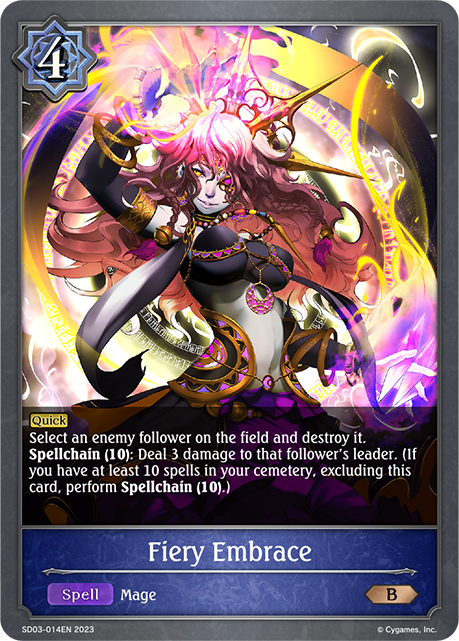 4
Quick
Select an enemy follower on the field and destroy it.
Spellchain (10): Deal 3 damage to that follower's leader. (If
you have at least 10 spells in your cemetery, excluding this
card, perform Spellchain (10).)
Fiery Embrace
Spell Mage B
SD03-014EN 2023 © Cygames, Inc.